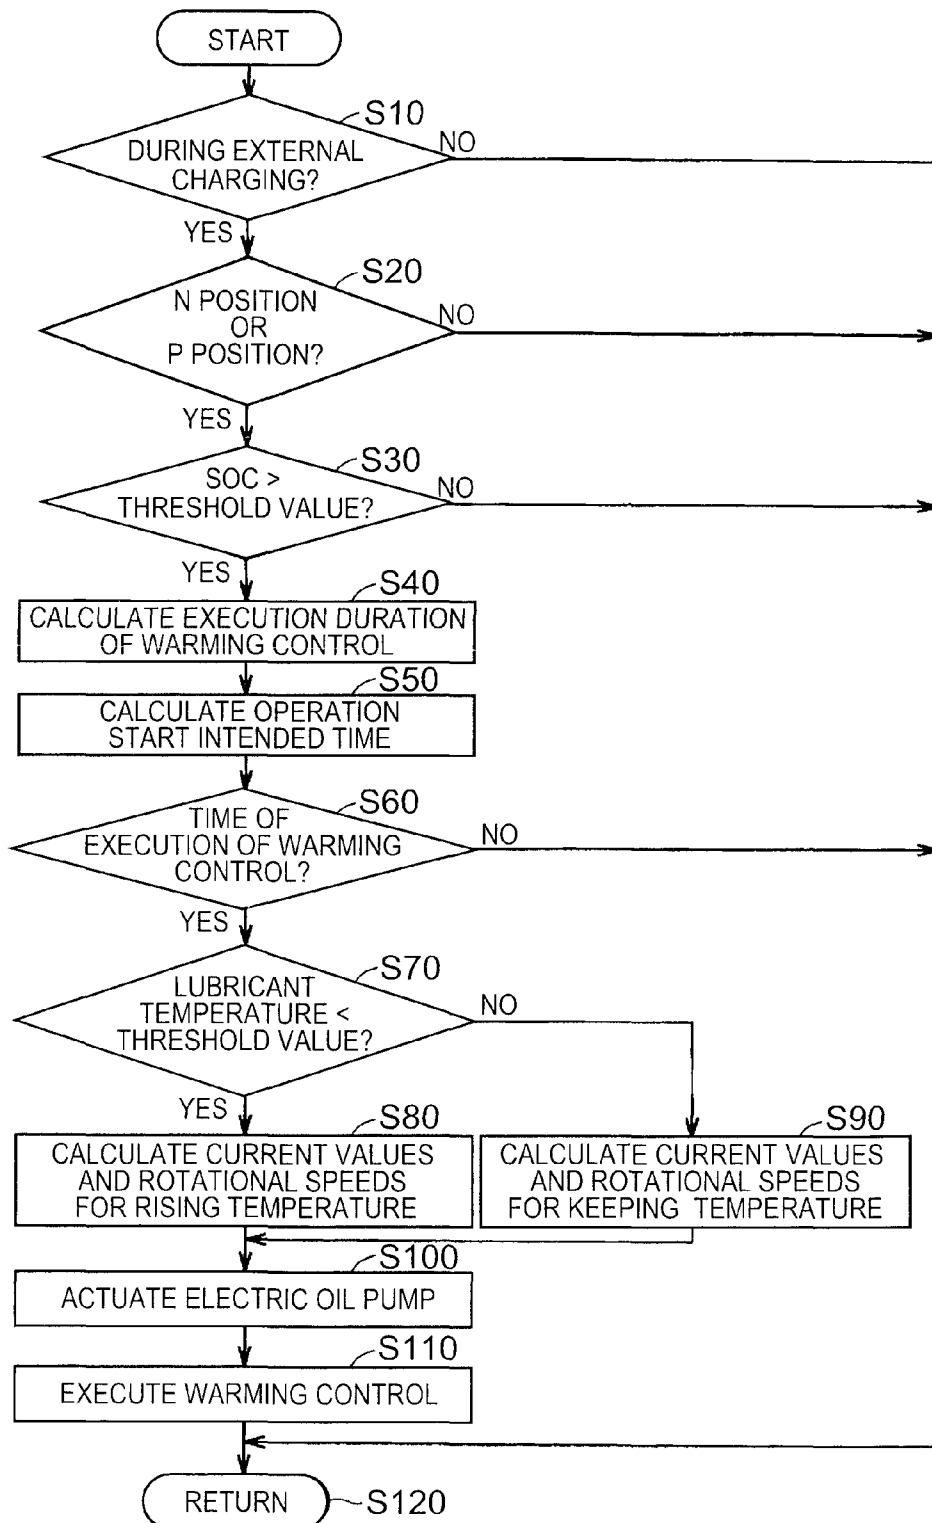 START
S10
DURING EXTERNAL
CHARGING?
NO
YES
S20
N POSITION
OR
P POSITION?
NO
YES
S30
SOC >
THRESHOLD VALUE?
NO
YES
S40
CALCULATE EXECUTION DURATION
OF WARMING CONTROL
S50
CALCULATE OPERATION
START INTENDED TIME
S60
TIME OF
EXECUTION OF WARMING
CONTROL?
NO
YES
S70
LUBRICANT
TEMPERATURE <
THRESHOLD VALUE?
NO
YES
S80
CALCULATE CURRENT VALUES
AND ROTATIONAL SPEEDS
FOR RISING TEMPERATURE
S90
CALCULATE CURRENT VALUES
AND ROTATIONAL SPEEDS
FOR KEEPING TEMPERATURE
S100
ACTUATE ELECTRIC OIL PUMP
S110
EXECUTE WARMING CONTROL
RETURN
S120